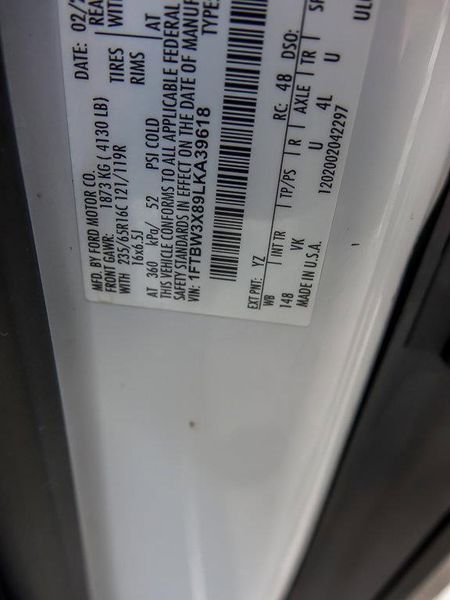 MFD. BY FORD MOTOR CO.
DATE: 02/
FRONT GAWR: 1873 KG ( 4130 LB)
WITH 235/65R16C 121/119R TIRES
16x6.5J RIMS
AT 360 kPa/ 52 PSI COLD AT
THIS VEHICLE CONFORMS TO ALL APPLICABLE FEDERAL
SAFETY STANDARDS IN EFFECT ON THE DATE OF MANUFACT
VIN: 1FTBW3X89LKA39618
TYPE:
EXT PNT: YZ RC: 48 DSO:
WB INT TR TP/PS R AXLE TR SP
148 VK U 4L U ULU
MADE IN U.S.A. 1202002042297